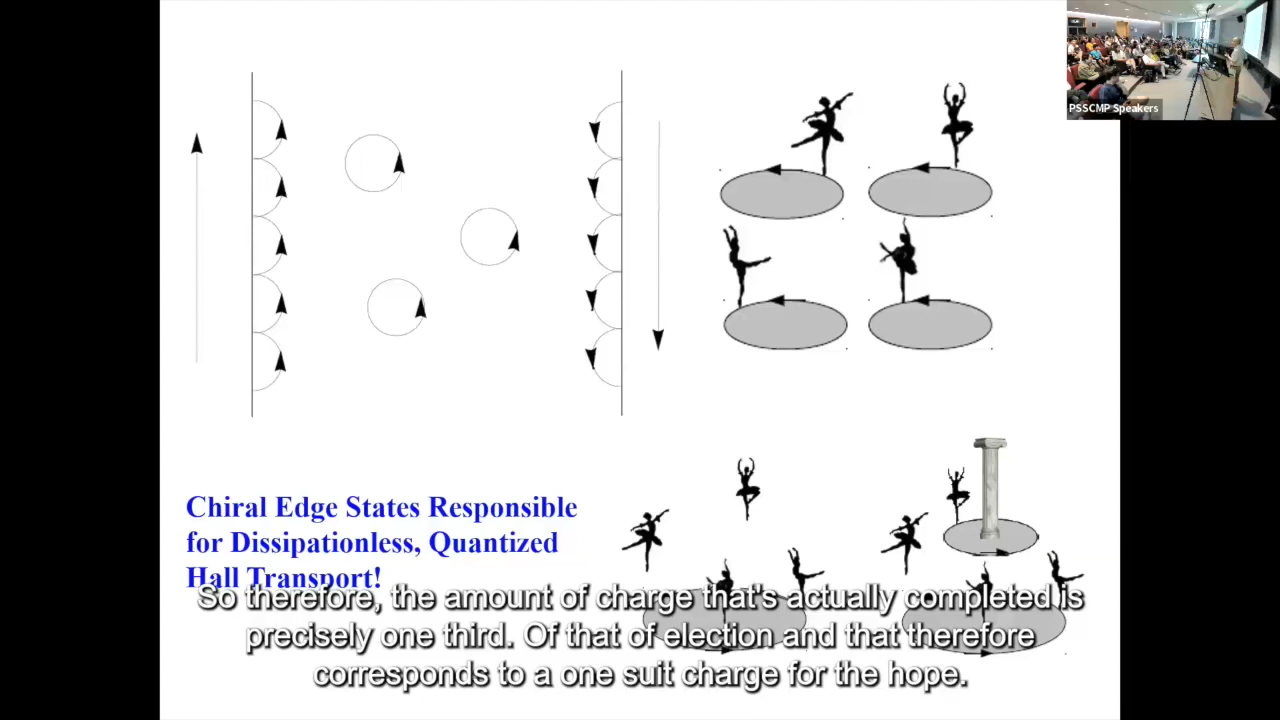 PSSCMP Speakers
Chiral Edge States Responsible
for Dissipationless, Quantized
Hall Transport!
So therefore, the amount of charge that's actually completed is
precisely one third. Of that of election and that therefore
corresponds to a one suit charge for the hope.